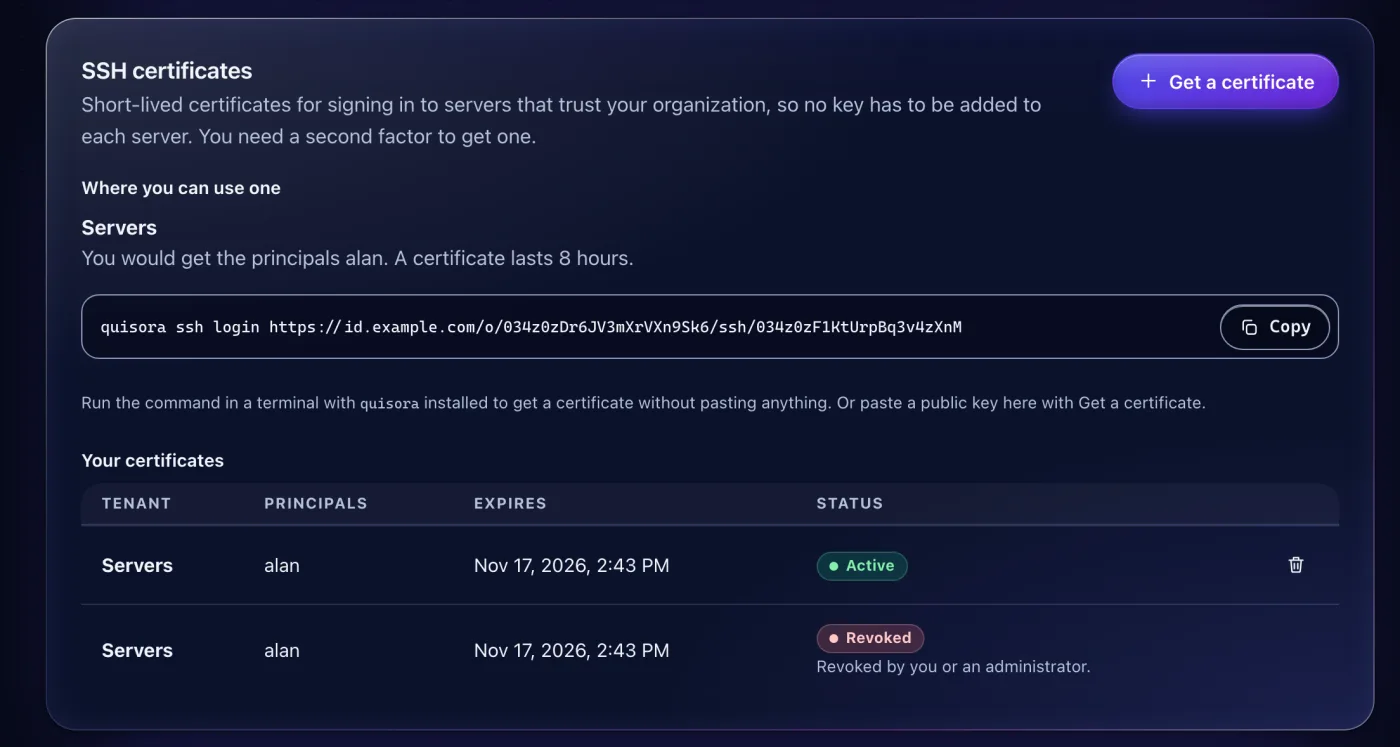 SSH certificates
+ Get a certificate
Short-lived certificates for signing in to servers that trust your organization, so no key has to be added to
each server. You need a second factor to get one.
Where you can use one
Servers
You would get the principals alan. A certificate lasts 8 hours.
quisora ssh login https://id.example.com/o/034z0zDr6JV3mXrVXn9Sk6/ssh/034z0zF1KtUrpBq3v4zXnM
Copy
Run the command in a terminal with quisora installed to get a certificate without pasting anything. Or paste a public key here with Get a certificate.
Your certificates
TENANT PRINCIPALS EXPIRES STATUS
Servers alan Nov 17, 2026, 2:43 PM Active
Servers alan Nov 17, 2026, 2:43 PM Revoked
Revoked by you or an administrator.